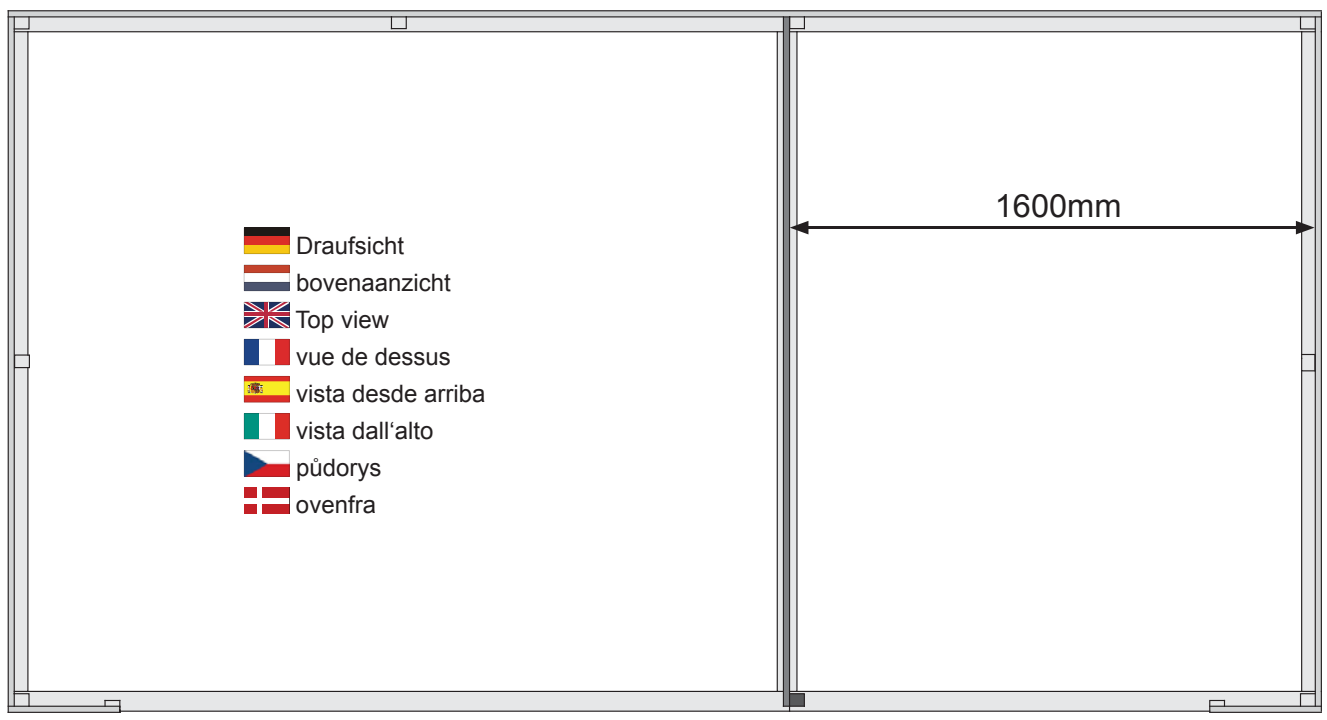 1600mm
Draufsicht
bovenaanzicht
Top view
vue de dessus
vista desde arriba
vista dall‘alto
půdorys
ovenfra